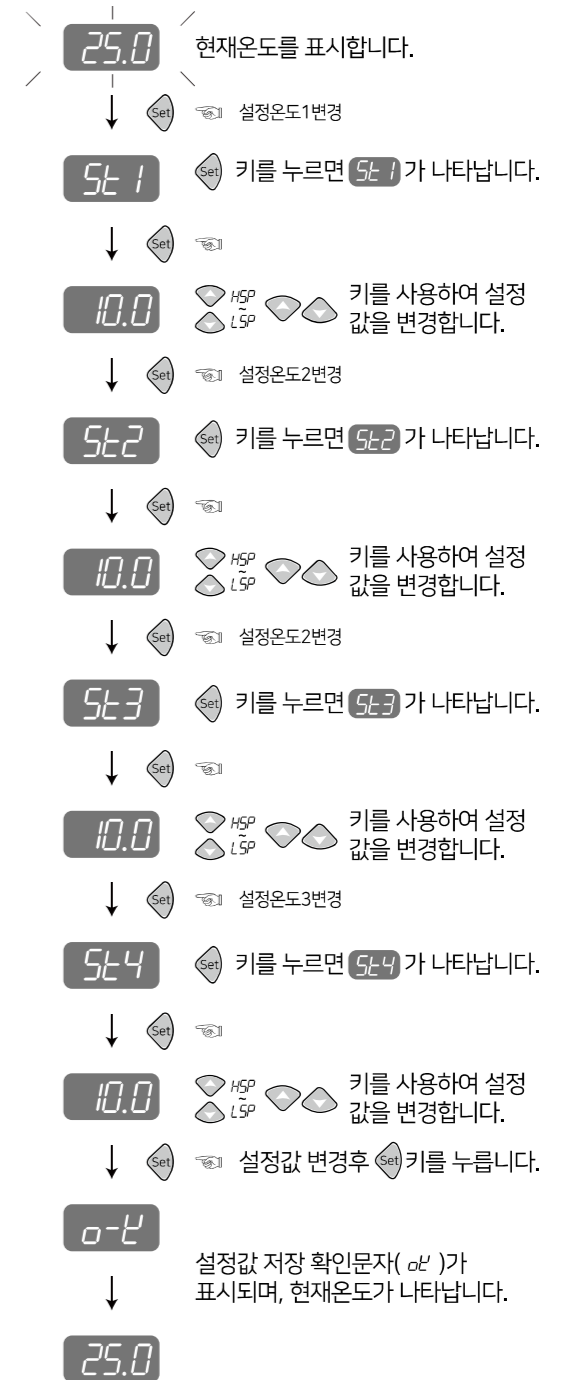 25.0 현재온도를 표시합니다.
Set ☜ 설정온도1변경
St1 Set 키를 누르면 St1 가 나타납니다.
Set ☜
10.0 HSP ~ LSP 키를 사용하여 설정
값을 변경합니다.
Set ☜ 설정온도2변경
St2 Set 키를 누르면 St2 가 나타납니다.
Set ☜
10.0 HSP ~ LSP 키를 사용하여 설정
값을 변경합니다.
Set ☜ 설정온도2변경
St3 Set 키를 누르면 St3 가 나타납니다.
Set ☜
10.0 HSP ~ LSP 키를 사용하여 설정
값을 변경합니다.
Set ☜ 설정온도3변경
St4 Set 키를 누르면 St4 가 나타납니다.
Set ☜
10.0 HSP ~ LSP 키를 사용하여 설정
값을 변경합니다.
Set ☜ 설정값 변경후 Set 키를 누릅니다.
o-k
설정값 저장 확인문자( ok )가
표시되며, 현재온도가 나타납니다.
25.0